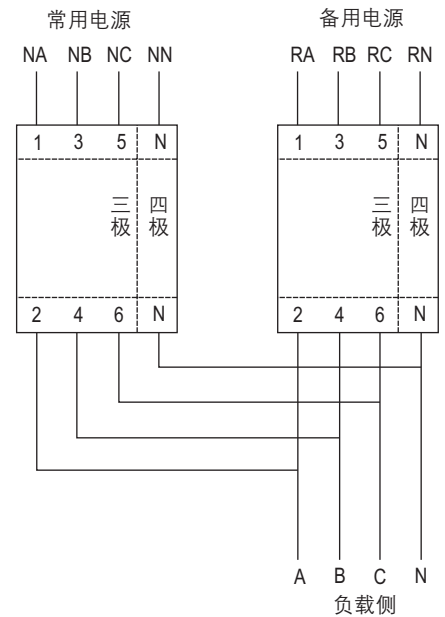 常用电源 备用电源
NA NB NC NN RA RB RC RN
1 3 5 N 1 3 5 N
三极 四极 三极 四极
2 4 6 N 2 4 6 N
A B C N
负载侧